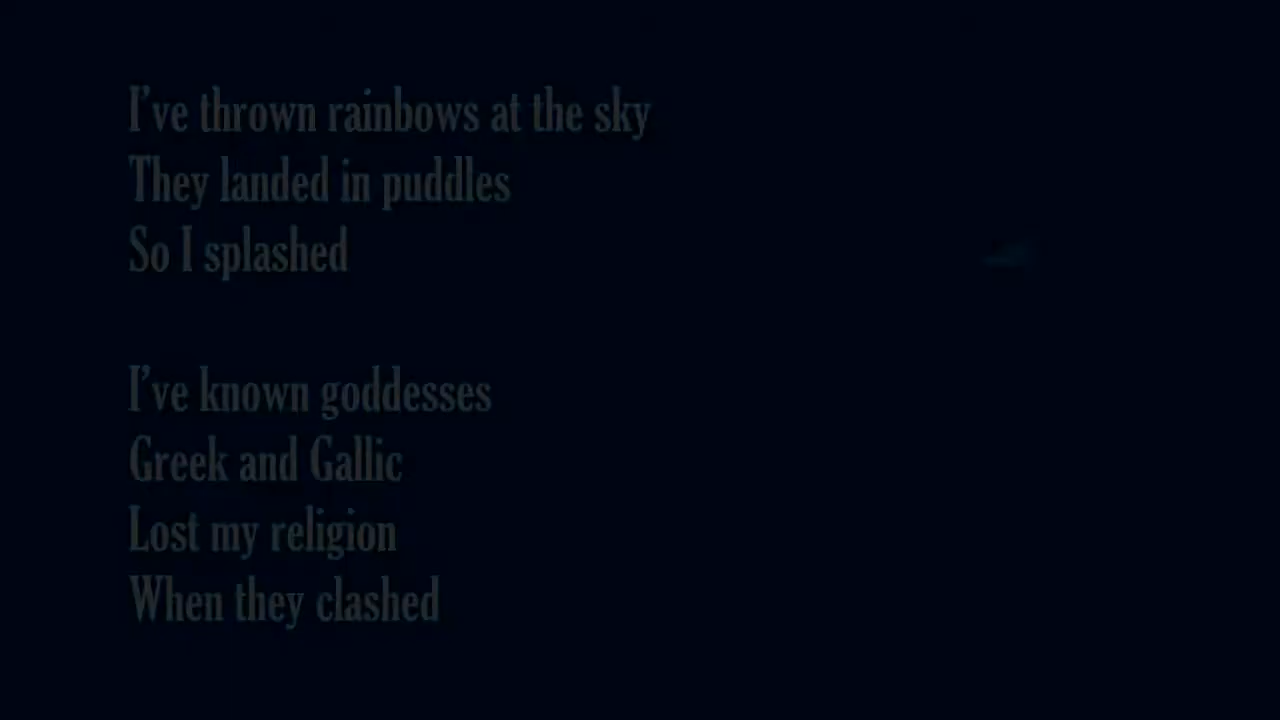 I’ve thrown rainbows at the sky
They landed in puddles
So I splashed
I’ve known goddesses
Greek and Gallic
Lost my religion
When they clashed